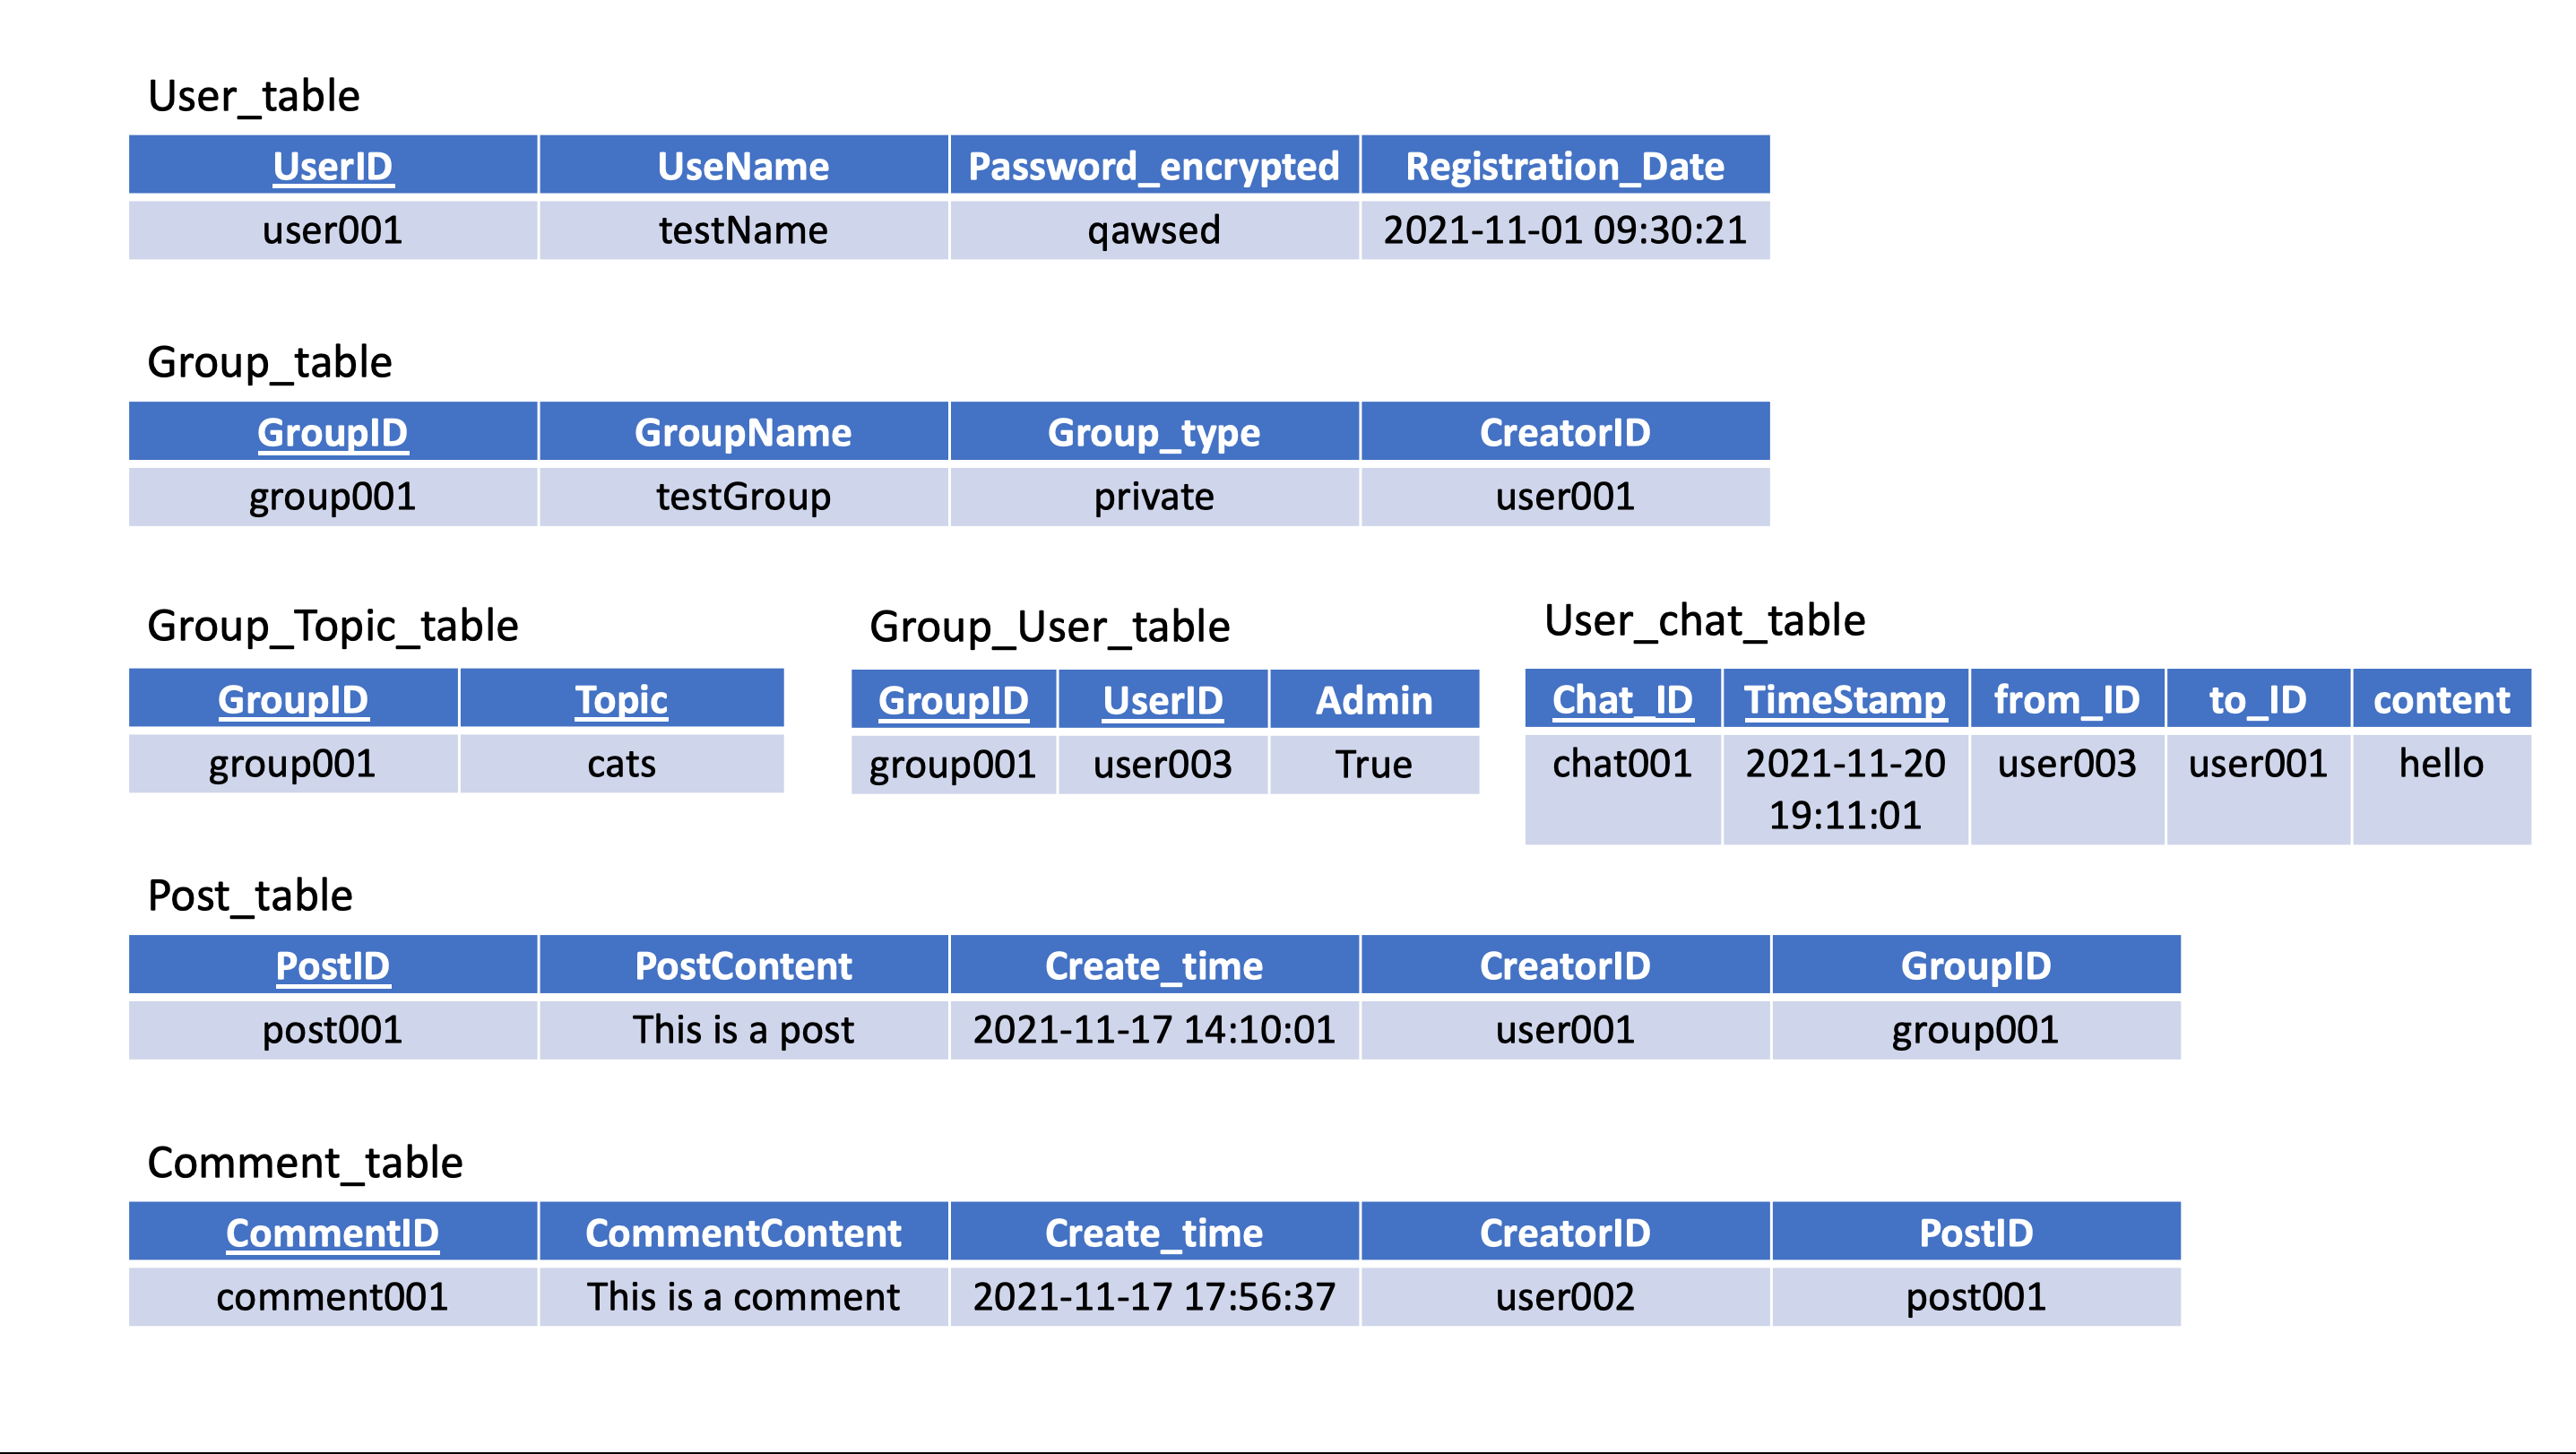 User_table
UserID UseName Password_encrypted Registration_Date
user001 testName qawsed 2021-11-01 09:30:21
Group_table
GroupID GroupName Group_type CreatorID
group001 testGroup private user001
Group_Topic_table
GroupID Topic
group001 cats
Group_User_table
GroupID UserID Admin
group001 user003 True
User_chat_table
Chat_ID TimeStamp from_ID to_ID content
chat001 2021-11-20 user003 user001 hello
19:11:01
Post_table
PostID PostContent Create_time CreatorID GroupID
post001 This is a post 2021-11-17 14:10:01 user001 group001
Comment_table
CommentID CommentContent Create_time CreatorID PostID
comment001 This is a comment 2021-11-17 17:56:37 user002 post001